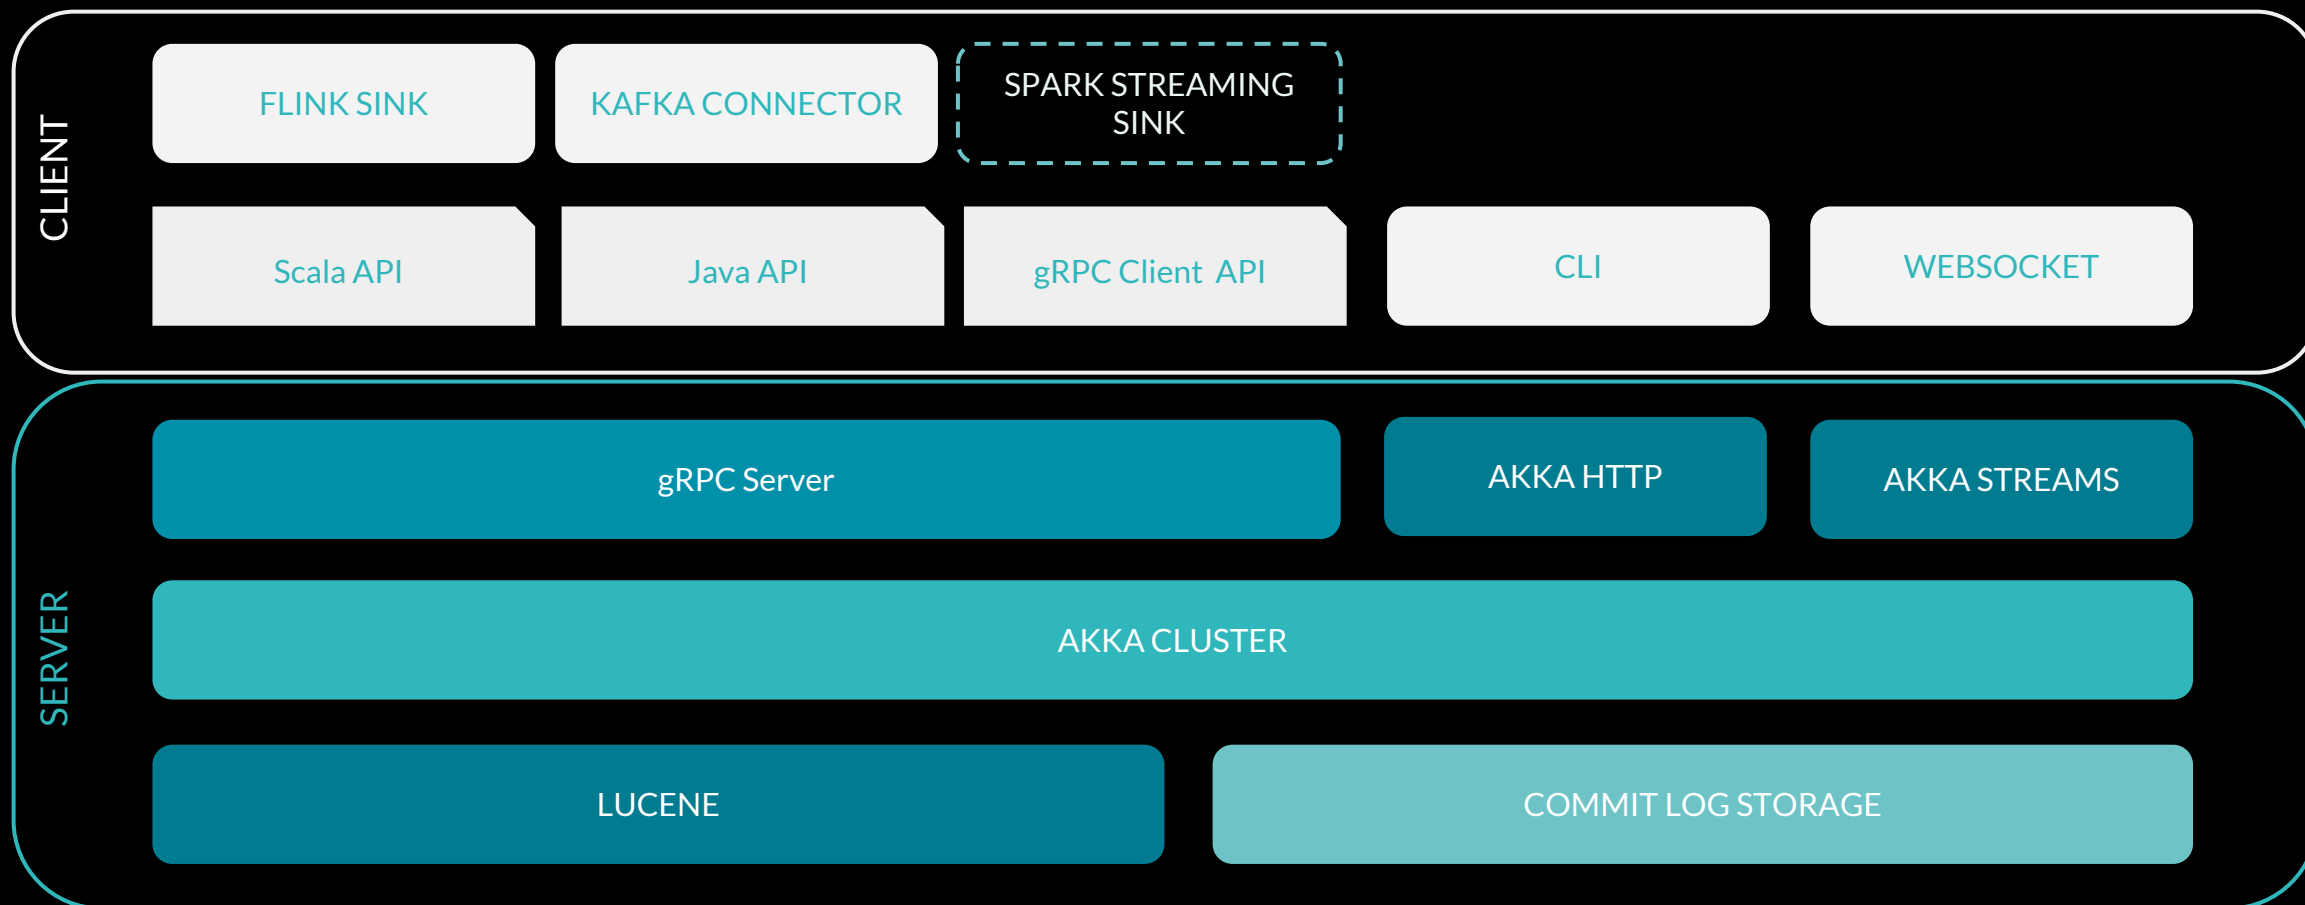 CLIENT
FLINK SINK
KAFKA CONNECTOR
SPARK STREAMING
SINK
Scala API
Java API
gRPC Client  API
CLI
WEBSOCKET
SERVER
gRPC Server
AKKA HTTP
AKKA STREAMS
AKKA CLUSTER
LUCENE
COMMIT LOG STORAGE